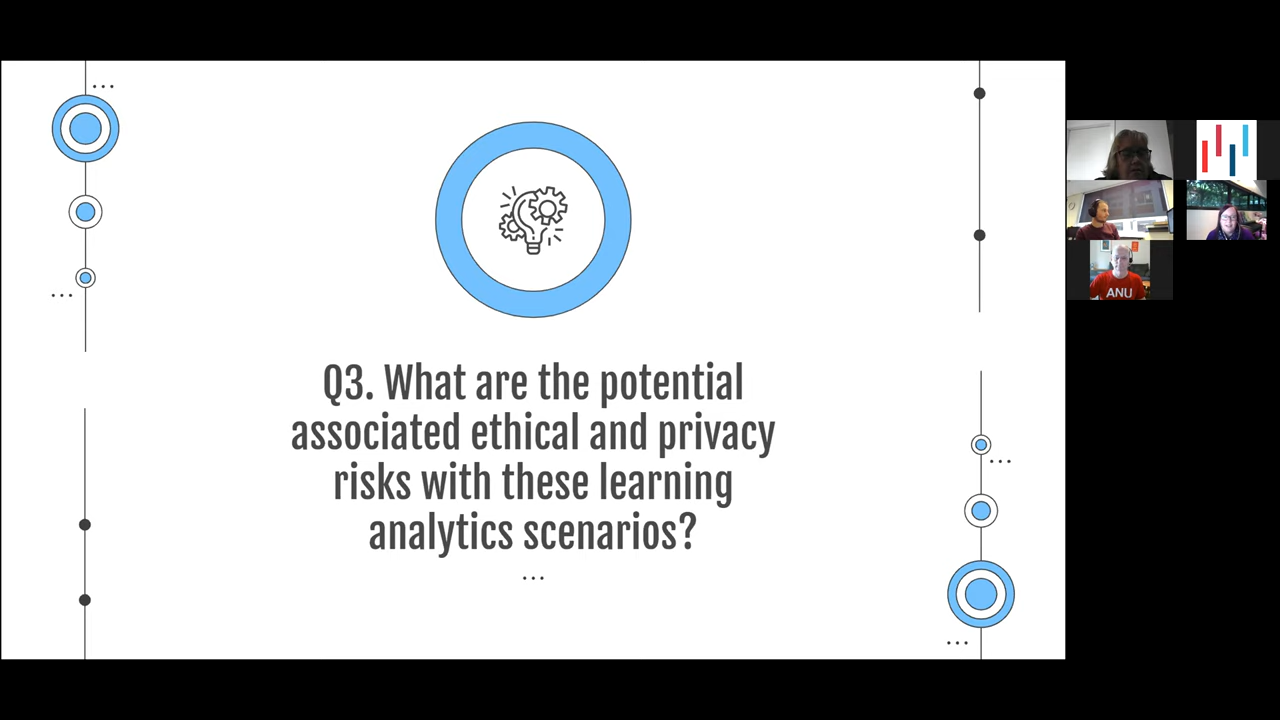 Q3. What are the potential
associated ethical and privacy
risks with these learning
analytics scenarios?
ANU